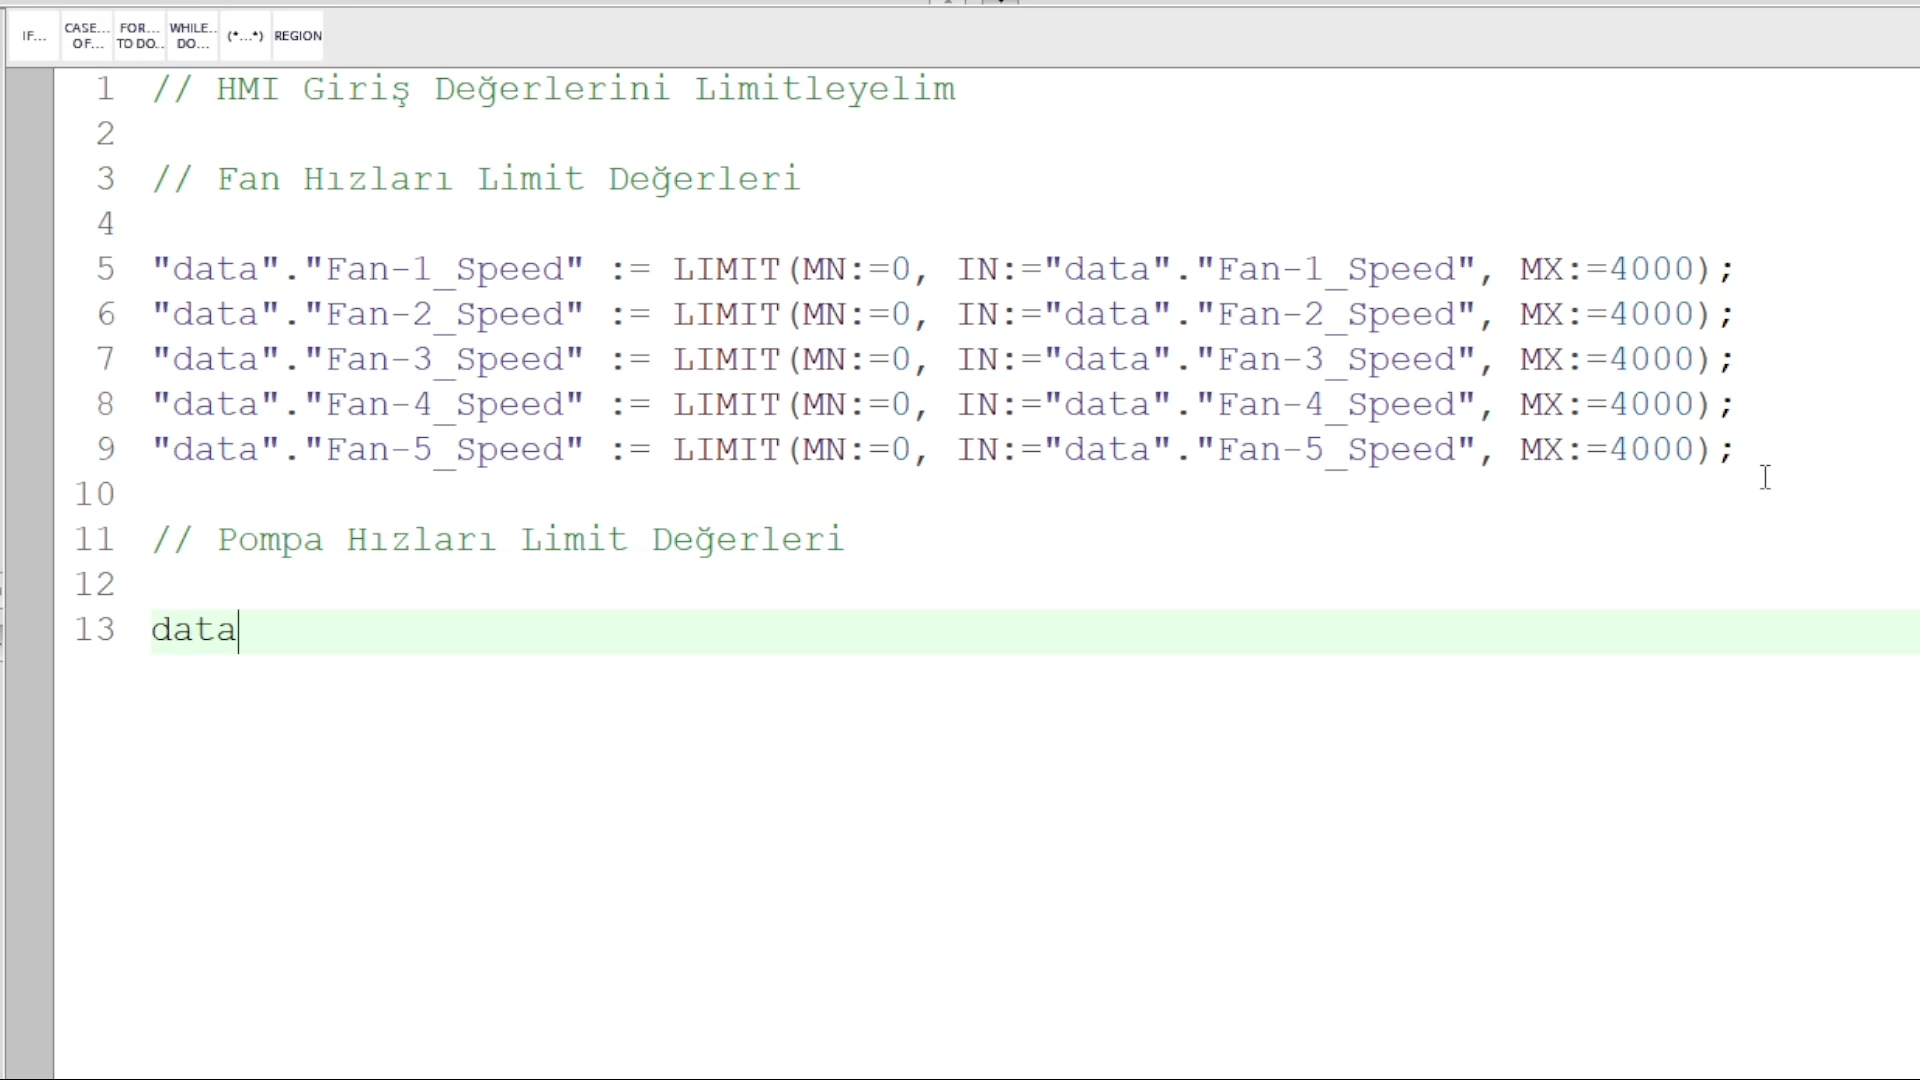 IF... CASE... OF... FOR... TO DO... WHILE.. DO... (*...*) REGION
1 // HMI Giriş Değerlerini Limitleyelim
2
3 // Fan Hızları Limit Değerleri
4
5 "data"."Fan-1_Speed" := LIMIT(MN:=0, IN:="data"."Fan-1_Speed", MX:=4000);
6 "data"."Fan-2_Speed" := LIMIT(MN:=0, IN:="data"."Fan-2_Speed", MX:=4000);
7 "data"."Fan-3_Speed" := LIMIT(MN:=0, IN:="data"."Fan-3_Speed", MX:=4000);
8 "data"."Fan-4_Speed" := LIMIT(MN:=0, IN:="data"."Fan-4_Speed", MX:=4000);
9 "data"."Fan-5_Speed" := LIMIT(MN:=0, IN:="data"."Fan-5_Speed", MX:=4000);
10
11 // Pompa Hızları Limit Değerleri
12
13 data